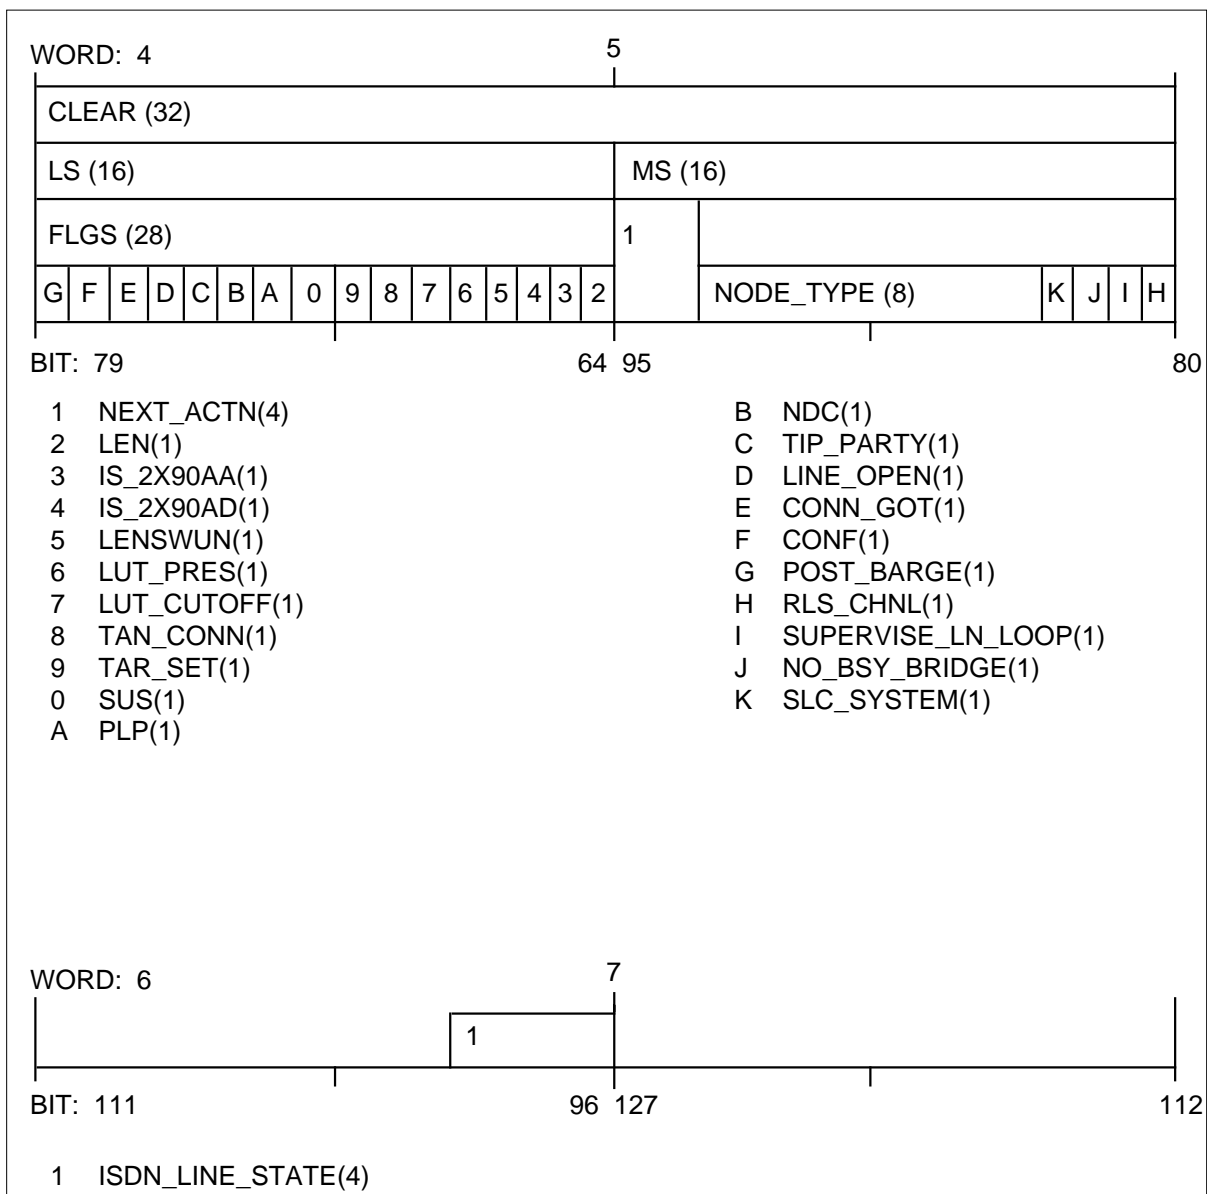 WORD: 4 5
CLEAR (32)
LS (16) MS (16)
FLGS (28) 1
G F E D C B A 0 9 8 7 6 5 4 3 2 NODE_TYPE (8) K J I H
BIT: 79 64 95 80
1 NEXT_ACTN(4)
2 LEN(1)
3 IS_2X90AA(1)
4 IS_2X90AD(1)
5 LENSWUN(1)
6 LUT_PRES(1)
7 LUT_CUTOFF(1)
8 TAN_CONN(1)
9 TAR_SET(1)
0 SUS(1)
A PLP(1)
B NDC(1)
C TIP_PARTY(1)
D LINE_OPEN(1)
E CONN_GOT(1)
F CONF(1)
G POST_BARGE(1)
H RLS_CHNL(1)
I SUPERVISE_LN_LOOP(1)
J NO_BSY_BRIDGE(1)
K SLC_SYSTEM(1)
WORD: 6 7
1
BIT: 111 96 127 112
1 ISDN_LINE_STATE(4)